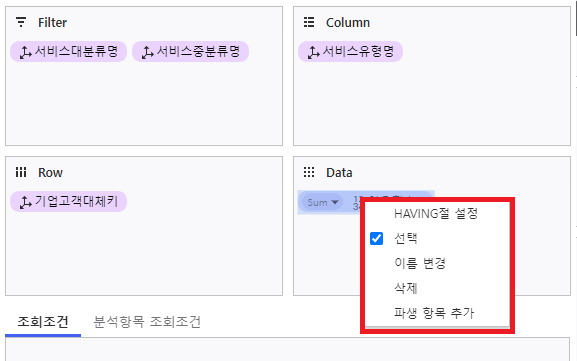 Filter
서비스대분류명 서비스중분류명
Column
서비스유형명
Row
기업고객대체키
Data
Sum
HAVING절 설정
선택
이름 변경
삭제
파생 항목 추가
조회조건 분석항목 조회조건